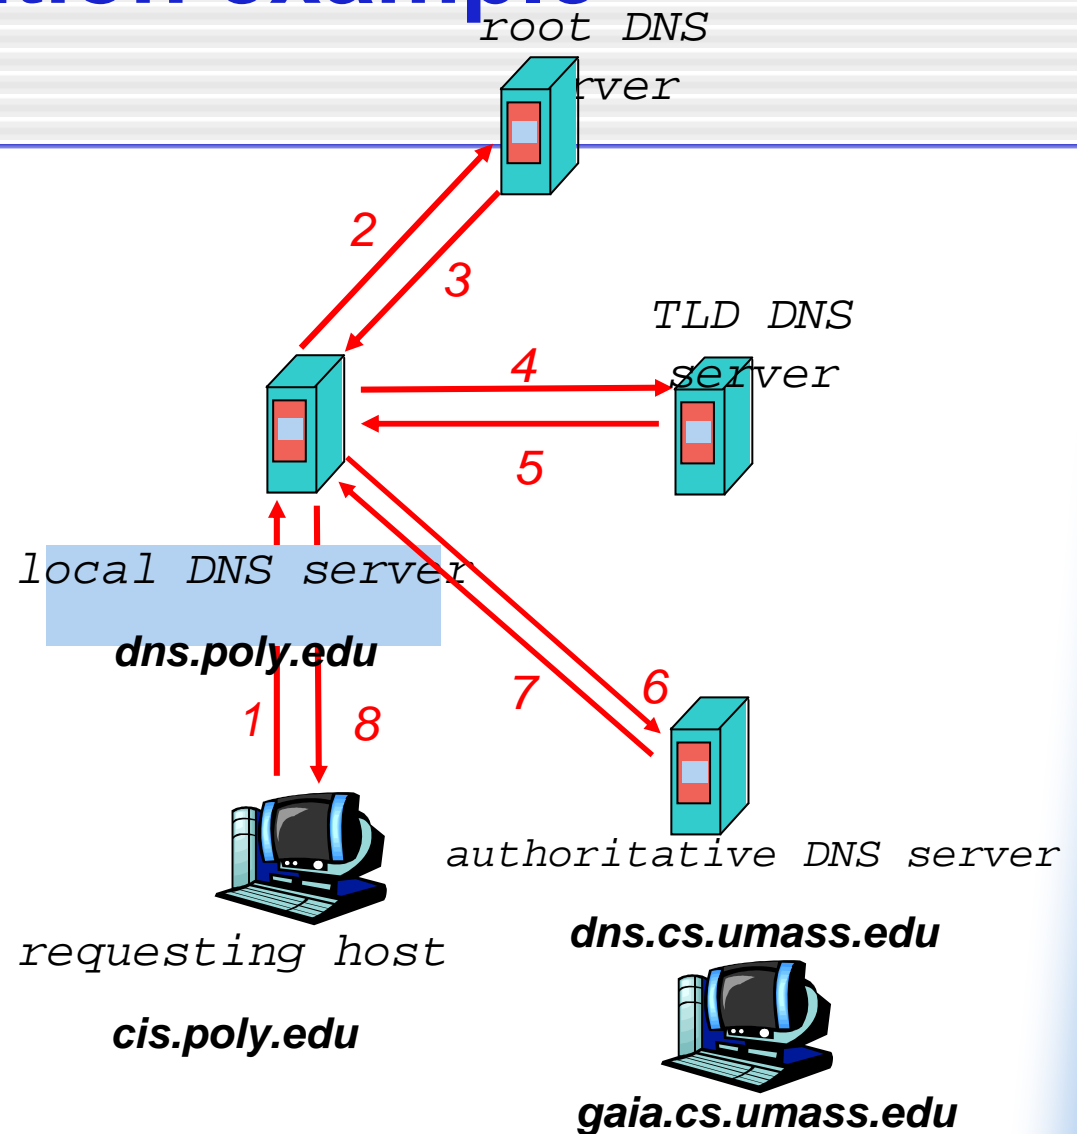 example
root DNS
2
3
TLD DNS
server
4
5
local DNS server
dns.poly.edu
1
8
7
6
authoritative DNS server
dns.cs.umass.edu
requesting host
cis.poly.edu
gaia.cs.umass.edu